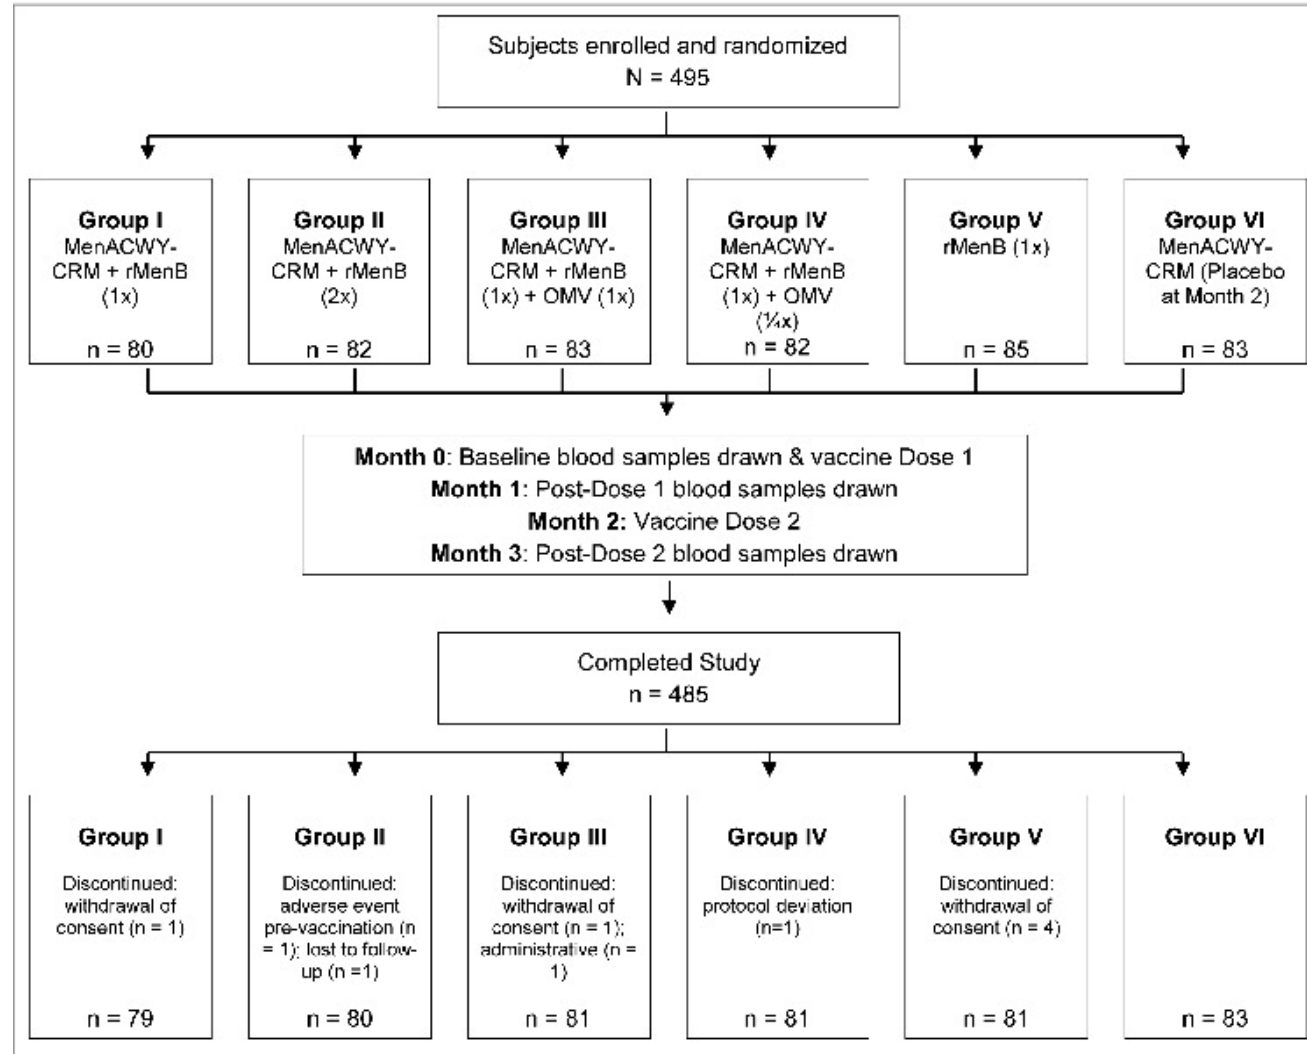 Subjects enrolled and randomized
N = 495
Group I
MenACWY-
CRM + rMenB
(1x)
n = 80
Group II
MenACWY-
CRM + rMenB
(2x)
n = 82
Group III
MenACWY-
CRM + rMenB
(1x) + OMV (1x)
n = 83
Group IV
MenACWY-
CRM + rMenB
(1x) + OMV
(¼x)
n = 82
Group V
rMenB (1x)
n = 85
Group VI
MenACWY-
CRM (Placebo
at Month 2)
n = 83
Month 0: Baseline blood samples drawn & vaccine Dose 1
Month 1: Post-Dose 1 blood samples drawn
Month 2: Vaccine Dose 2
Month 3: Post-Dose 2 blood samples drawn
Completed Study
n = 485
Group I
Discontinued:
withdrawal of
consent (n = 1)
n = 79
Group II
Discontinued:
adverse event
pre-vaccination (n
= 1); lost to follow-
up (n =1)
n = 80
Group III
Discontinued:
withdrawal of
consent (n = 1);
administrative (n =
1)
n = 81
Group IV
Discontinued:
protocol deviation
(n=1)
n = 81
Group V
Discontinued:
withdrawal of
consent (n = 4)
n = 81
Group VI
n = 83